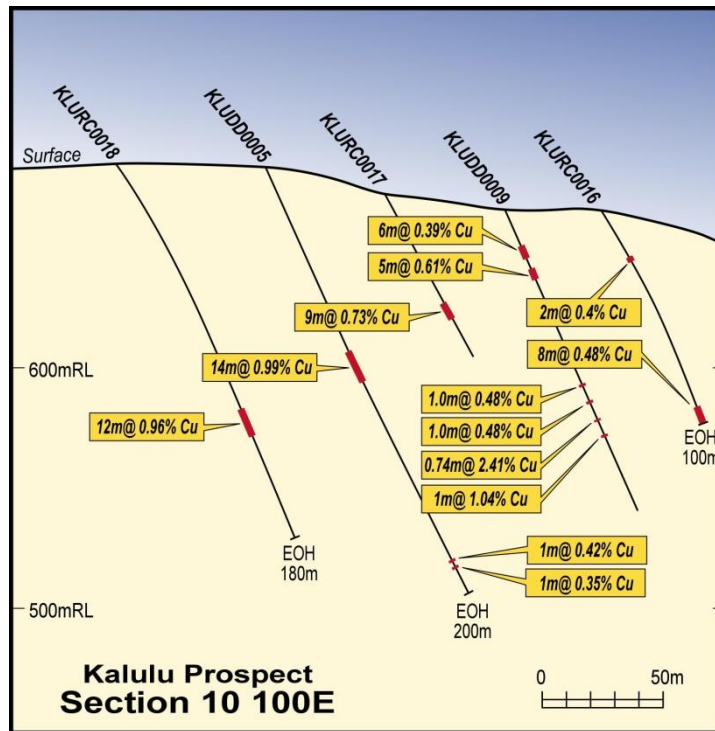 KLURC0018
KLUDD0005
KLURC0017
KLUDD0009
KLURC0016
Surface
6m@ 0.39% Cu
5m@ 0.61% Cu
9m@ 0.73% Cu
2m@ 0.4% Cu
8m@ 0.48% Cu
600mRL
14m@ 0.99% Cu
1.0m@ 0.48% Cu
12m@ 0.96% Cu
1.0m@ 0.48% Cu
EOH
100m
0.74m@ 2.41% Cu
1m@ 1.04% Cu
EOH
180m
1m@ 0.42% Cu
1m@ 0.35% Cu
500mRL
EOH
200m
Kalulu Prospect
Section 10 100E
0 50m